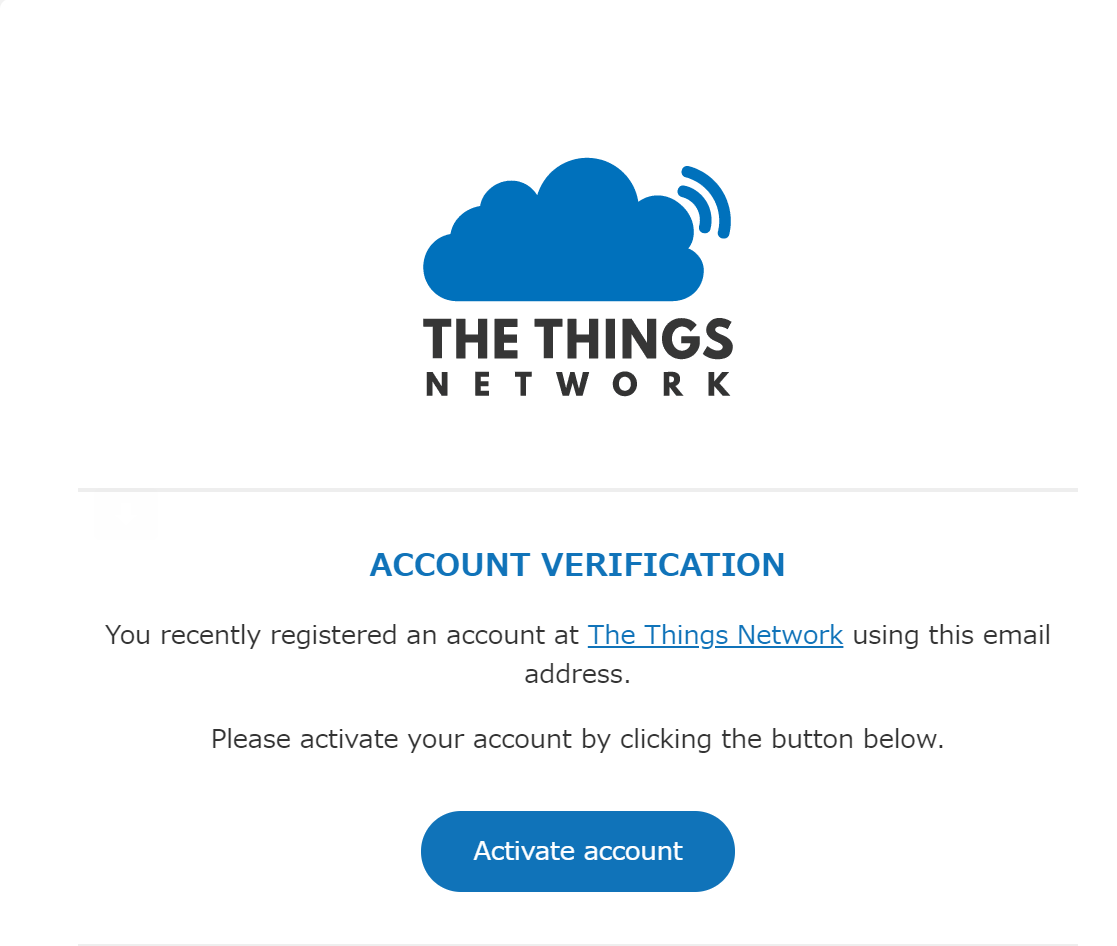 THE THINGS
NETWORK
ACCOUNT VERIFICATION
You recently registered an account at The Things Network using this email
address.
Please activate your account by clicking the button below.
Activate account